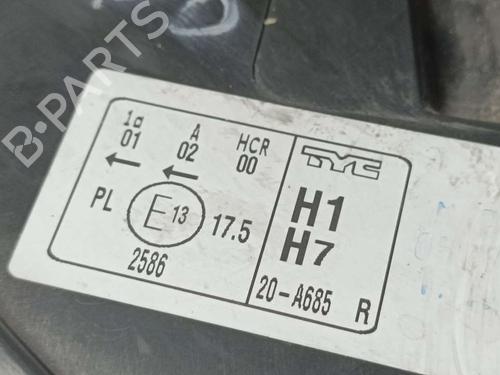 1a A HCR
01 02 00
PL E 13 17.5
2586
TYC
H1
H7
20-A685 R
B-PARTS